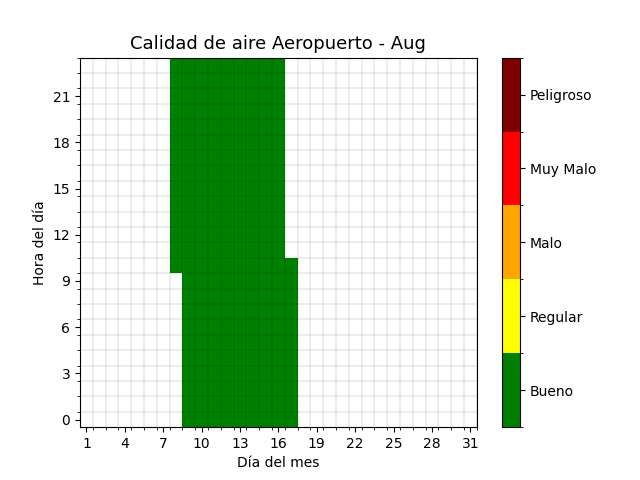 Calidad de aire Aeropuerto - Aug
Hora del día
21
18
15
12
9
6
3
0
1 4 7 10 13 16 19 22 25 28 31
Día del mes
Peligroso
Muy Malo
Malo
Regular
Bueno